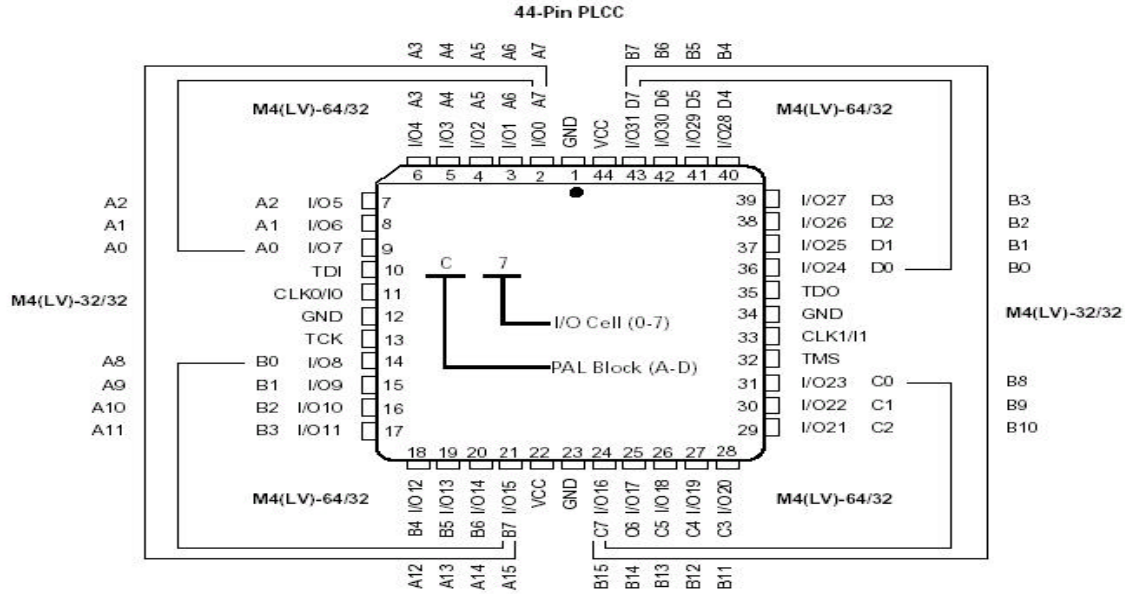 44-Pin PLCC
A3 A4 A5 A6 A7 B7 B6 B5 B4
M4(LV)-64/32 A3 A4 A5 A6 A7 D7 D6 D5 D4 M4(LV)-64/32
I/O4 I/O3 I/O2 I/O1 I/O0 GND VCC I/O31 I/O30 I/O29 I/O28
6 5 4 3 2 1 44 43 42 41 40
A2 A2 I/O5 7 39 I/O27 D3 B3
A1 A1 I/O6 8 38 I/O26 D2 B2
A0 A0 I/O7 9 37 I/O25 D1 B1
TDI 10 C 7 36 I/O24 D0 B0
M4(LV)-32/32 CLK0/I0 11 35 TDO M4(LV)-32/32
GND 12 I/O Cell (0-7) 34 GND
TCK 13 33 CLK1/I1
A8 B0 I/O8 14 PAL Block (A-D) 32 TMS
A9 B1 I/O9 15 31 I/O23 C0 B8
A10 B2 I/O10 16 30 I/O22 C1 B9
A11 B3 I/O11 17 29 I/O21 C2 B10
18 19 20 21 22 23 24 25 26 27 28
M4(LV)-64/32 I/O12 I/O13 I/O14 I/O15 VCC GND I/O16 I/O17 I/O18 I/O19 I/O20 M4(LV)-64/32
B4 B5 B6 B7 C7 C6 C5 C4 C3
A12 A13 A14 A15 B15 B14 B13 B12 B11